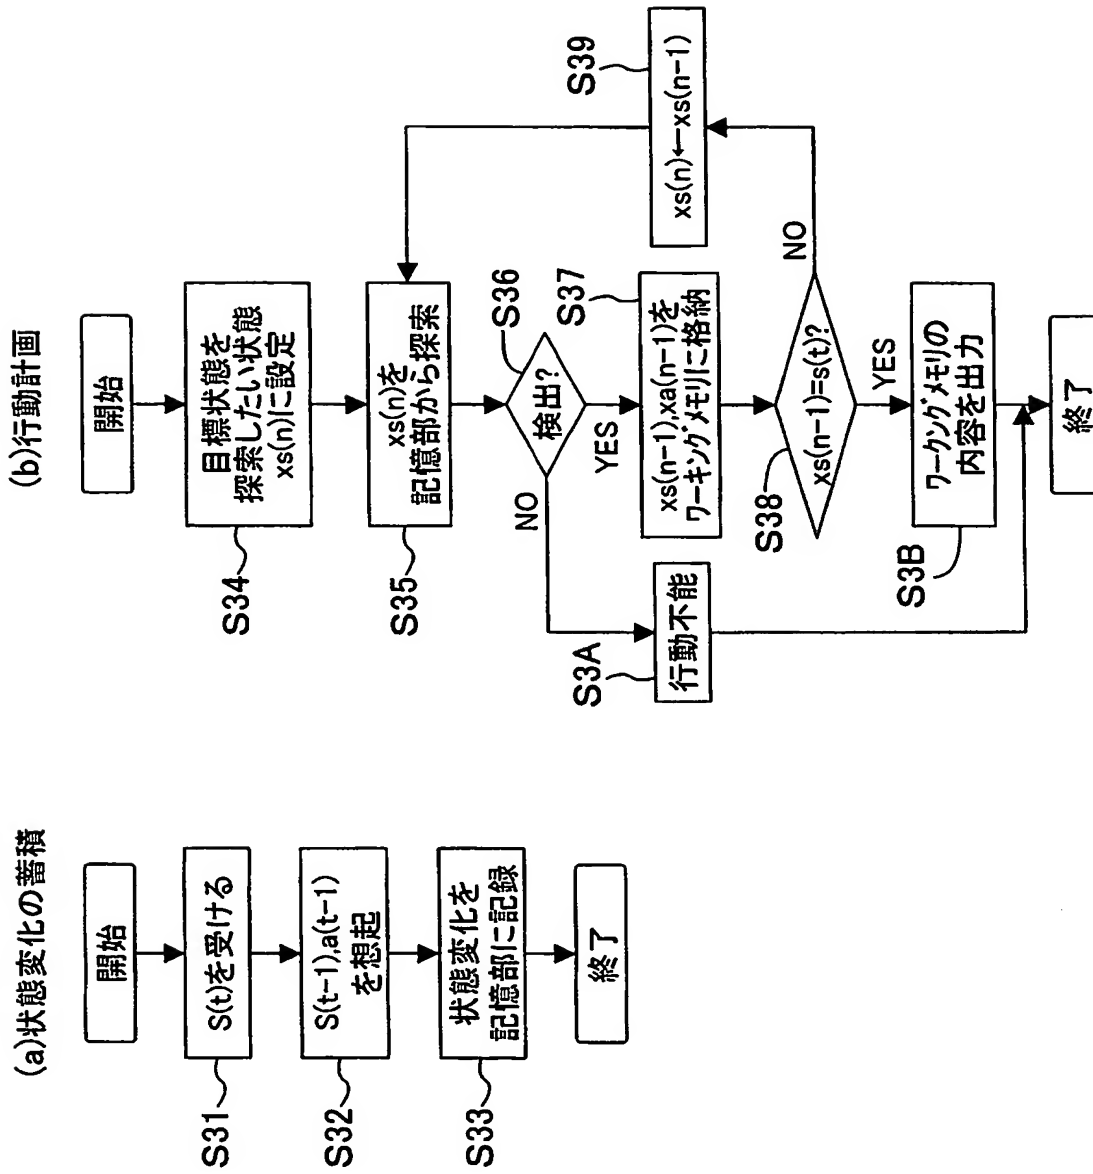 (a)状態変化の蓄積
開始
S31
S(t)を受ける
S32
S(t−1),a(t−1)
を想起
S33
状態変化を
記憶部に記録
終了
(b)行動計画
開始
S34
目標状態を
探索したい状態
xs(n)に設定
S35
xs(n)を
記憶部から探索
S36
検出?
NO
YES
S37
xs(n−1),xa(n−1)を
ワーキングメモリに格納
S38
xs(n−1)=s(t)?
NO
YES
S39
xs(n)←xs(n−1)
S3A
行動不能
S3B
ワークングメモリの
内容を出力
終了